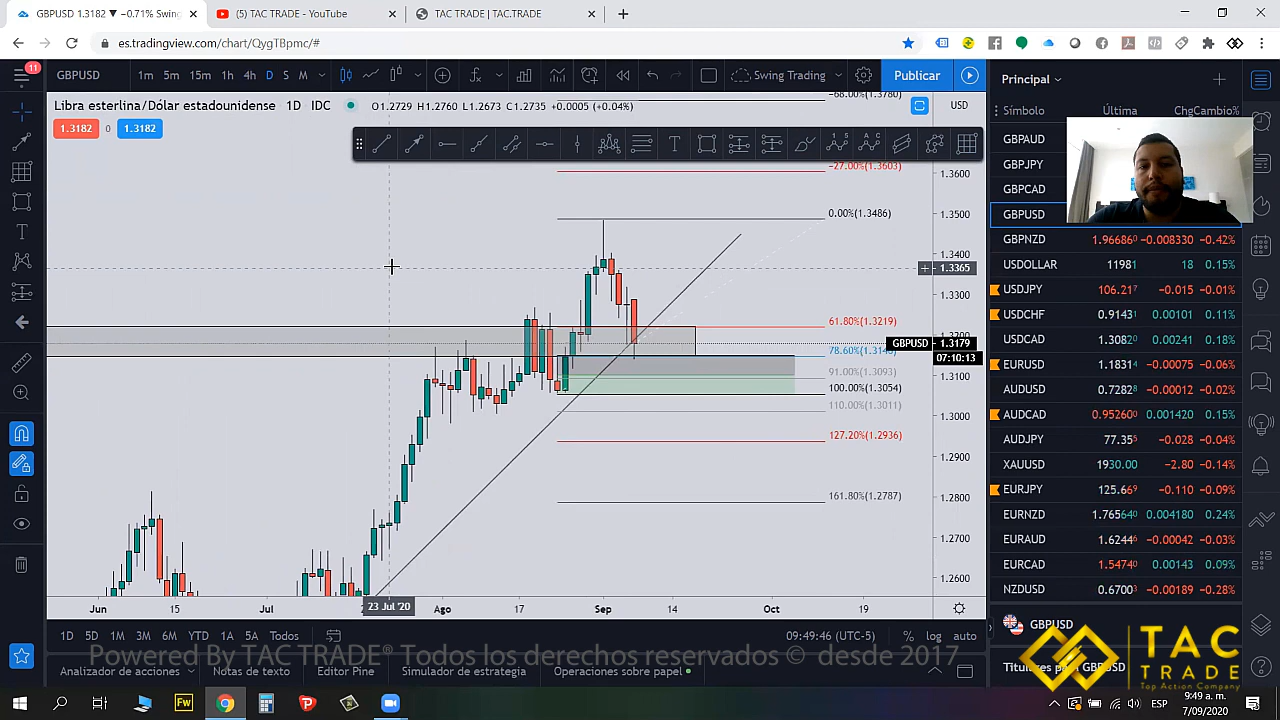 GBPUSD 1.3182 ▼ −0.71% Swing
(5) TAC TRADE - YouTube
TAC TRADE | TAC.TRADE
es.tradingview.com/chart/QygTBpmc/#
11
GBPUSD
1m 5m 15m 1h 4h D S M
Swing Trading
Publicar
Principal
Libra esterlina/Dólar estadounidense 1D IDC
O1.2729 H1.2760 L1.2673 C1.2735 +0.0005 (+0.04%)
−68.00%(1.3780)
USD
Símbolo Última Chg Cambio%
1.3182 0 1.3182
GBPAUD
GBPJPY
GBPCAD
GBPUSD
GBPNZD 1.96686⁰ −0.008330 −0.42%
USDOLLAR 11981 18 0.15%
USDJPY 106.21⁷ −0.015 −0.01%
USDCHF 0.9143¹ 0.00101 0.11%
USDCAD 1.3082⁰ 0.00241 0.18%
EURUSD 1.1831⁴ −0.00075 −0.06%
AUDUSD 0.7282⁸ −0.00012 −0.02%
AUDCAD 0.95260⁰ 0.001420 0.15%
AUDJPY 77.35⁵ −0.028 −0.04%
XAUUSD 1930.00 −2.80 −0.14%
EURJPY 125.66⁹ −0.110 −0.09%
EURNZD 1.76564⁰ 0.004180 0.24%
EURAUD 1.6244⁶ −0.00042 −0.03%
EURCAD 1.5474⁰ 0.00143 0.09%
NZDUSD 0.6700³ −0.00190 −0.28%
−27.00%(1.3603)
0.00%(1.3486)
61.80%(1.3219)
91.00%(1.3093)
100.00%(1.3054)
110.00%(1.3011)
127.20%(1.2936)
161.80%(1.2787)
1.3600
1.3500
1.3400
1.3365
1.3300
GBPUSD 1.3179
07:10:13
1.3100
1.3000
1.2900
1.2800
1.2700
1.2600
Jun 15 Jul 23 Jul '20 Ago 17 Sep 14 Oct 19
1D 5D 1M 3M 6M YTD 1A 5A Todos
09:49:46 (UTC-5)
% log auto
GBPUSD
Powered By TAC TRADE® Todos los derechos reservados © desde 2017
Analizador de acciones Notas de texto Editor Pine Simulador de estrategia Operaciones sobre papel
TAC
TRADE
Top Action Company
ESP
9:49 a. m.
7/09/2020